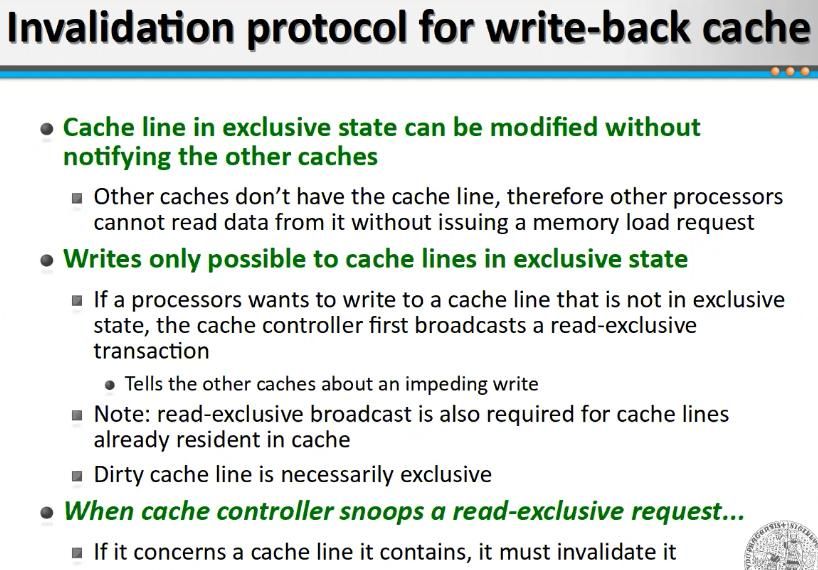 Invalidation protocol for write-back cache
Cache line in exclusive state can be modified without
notifying the other caches
Other caches don't have the cache line, therefore other processors
cannot read data from it without issuing a memory load request
Writes only possible to cache lines in exclusive state
If a processors wants to write to a cache line that is not in exclusive
state, the cache controller first broadcasts a read-exclusive
transaction
Tells the other caches about an impeding write
Note: read-exclusive broadcast is also required for cache lines
already resident in cache
Dirty cache line is necessarily exclusive
When cache controller snoops a read-exclusive request...
If it concerns a cache line it contains, it must invalidate it